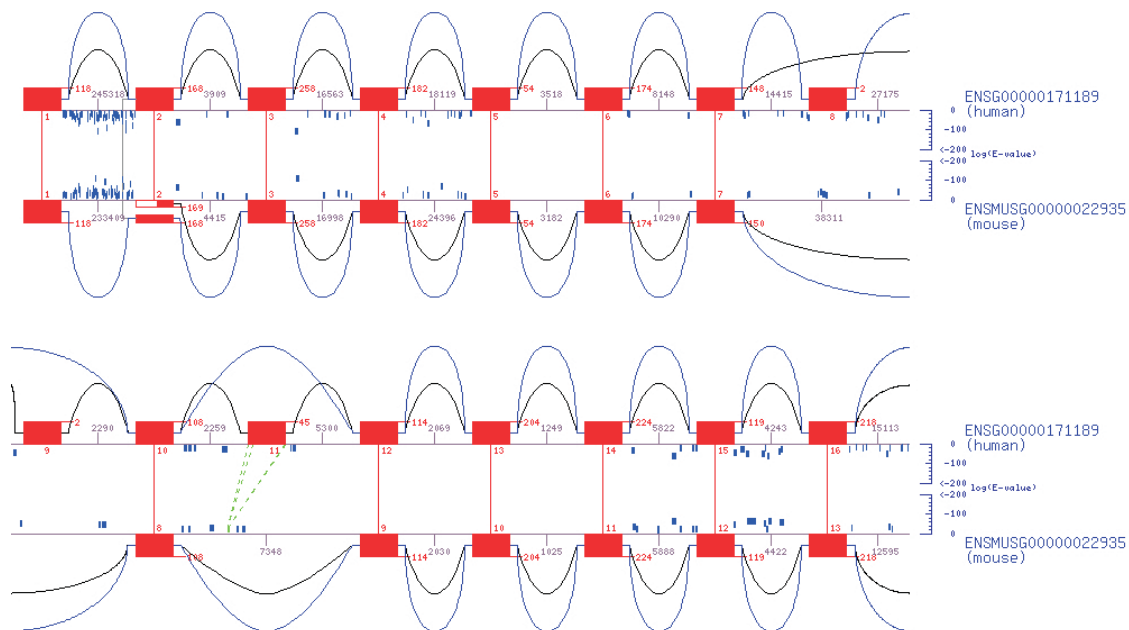 118 168 258 182 54 174 148 2
245318 3909 16563 18119 3518 8148 14415 27175
ENSG00000171189
(human)
1 2 3 4 5 6 7 8
0
-100
<-200
log(E-value)
<-200
-100
0
1 2 3 4 5 6 7
169
233409 4415 16998 24396 3182 10290 38311
118 168 258 182 54 174 150
ENSMUSG00000022935
(mouse)
2 108 45 114 204 224 119 218
2290 2259 5300 2069 1249 5822 4243 15113
ENSG00000171189
(human)
9 10 11 12 13 14 15 16
0
-100
<-200
log(E-value)
<-200
-100
0
8 9 10 11 12 13
7348 2030 1025 5888 4422 12595
108 114 204 224 119 218
ENSMUSG00000022935
(mouse)